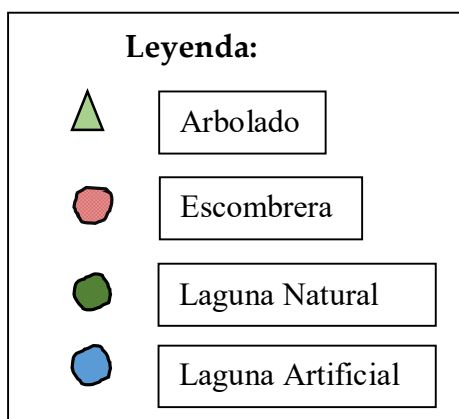 Leyenda:
Arbolado
Escombrera
Laguna Natural
Laguna Artificial